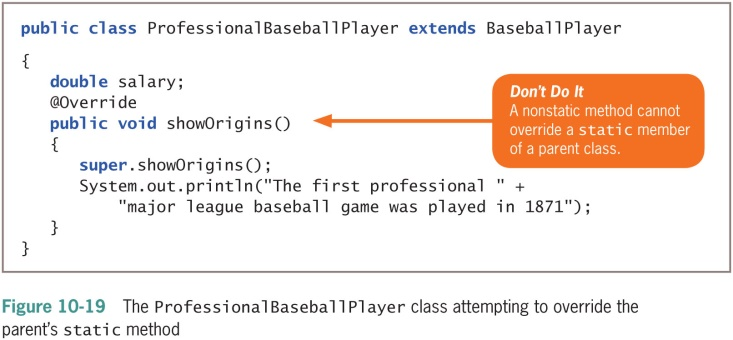 public class ProfessionalBaseballPlayer extends BaseballPlayer
{
double salary;
@Override
public void showOrigins()
{
super.showOrigins();
System.out.println("The first professional " +
"major league baseball game was played in 1871");
}
}
Don't Do It
A nonstatic method cannot
override a static member
of a parent class.
Figure 10-19 The ProfessionalBaseballPlayer class attempting to override the
parent's static method